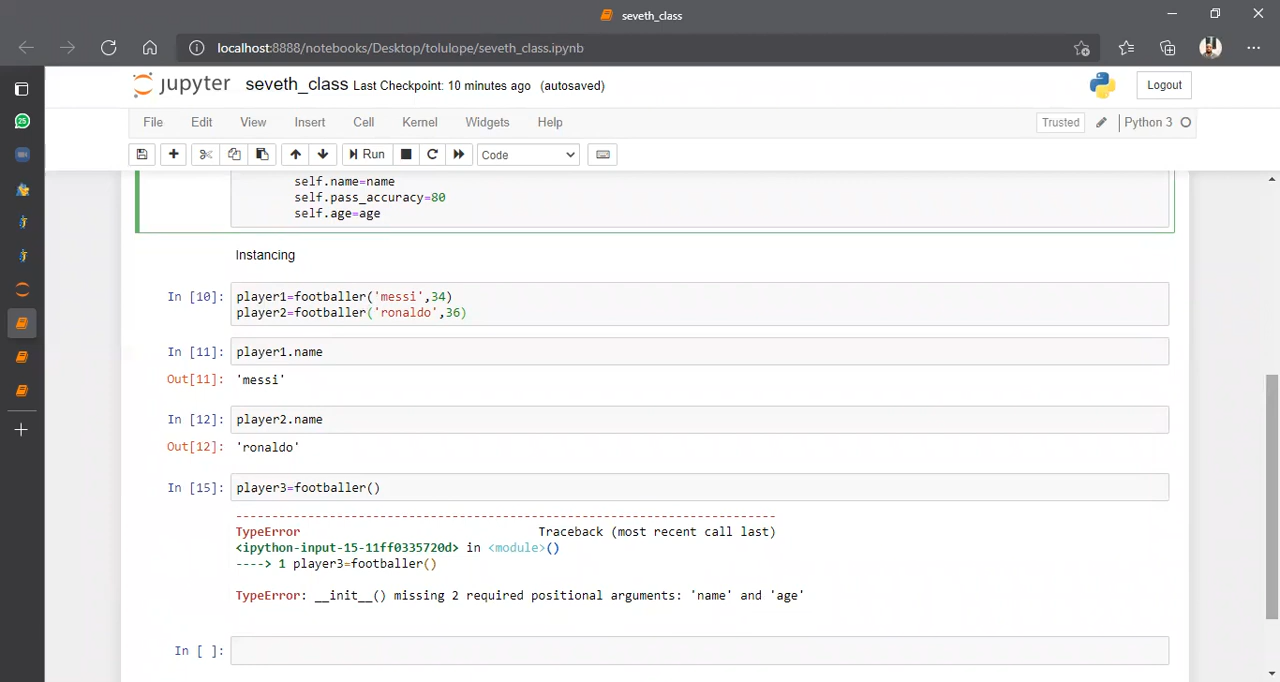 seveth_class
localhost:8888/notebooks/Desktop/tolulope/seveth_class.ipynb
jupyter seveth_class Last Checkpoint: 10 minutes ago (autosaved)
Logout
File Edit View Insert Cell Kernel Widgets Help
Trusted Python 3
Run Code
25
self.name=name
self.pass_accuracy=80
self.age=age
Instancing
In [10]: player1=footballer('messi',34)
player2=footballer('ronaldo',36)
In [11]: player1.name
Out[11]: 'messi'
In [12]: player2.name
Out[12]: 'ronaldo'
In [15]: player3=footballer()
---------------------------------------------------------------------------
TypeError Traceback (most recent call last)
<ipython-input-15-11ff0335720d> in <module>()
----> 1 player3=footballer()
TypeError: __init__() missing 2 required positional arguments: 'name' and 'age'
In [ ]: